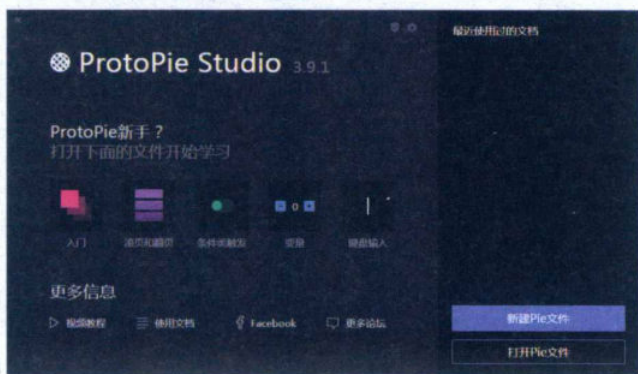 ProtoPie Studio 3.9.1
ProtoPie新手？
打开下面的文件开始学习
入门
滚页和翻页
条件类触发
变量
键盘输入
更多信息
视频教程
使用文档
Facebook
更多论坛
最近使用过的文档
新建Pie文件
打开Pie文件